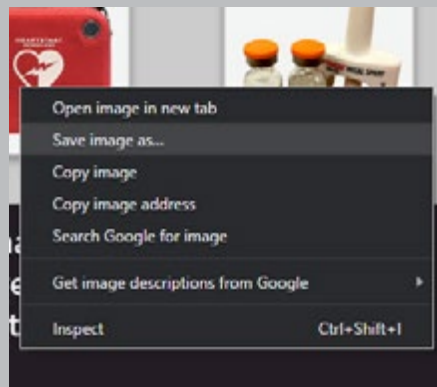 HEARTSTART
Open image in new tab
Save image as...
Copy image
Copy image address
Search Google for image
Get image descriptions from Google
Inspect Ctrl+Shift+I